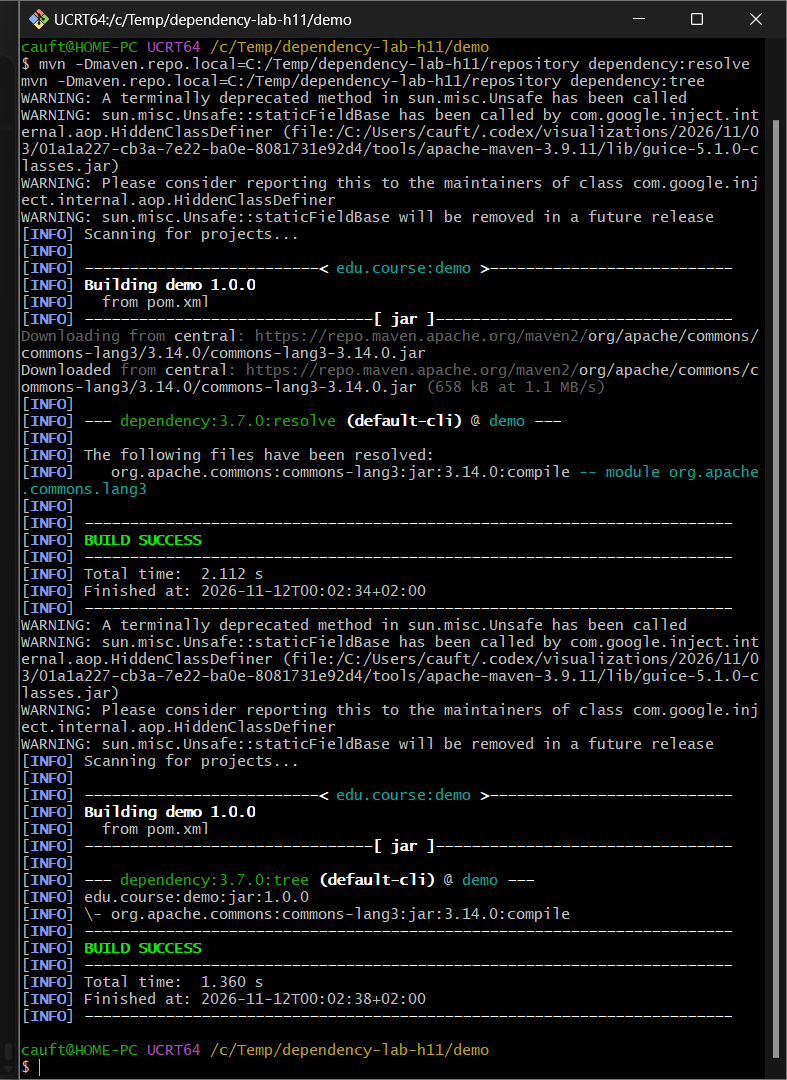 UCRT64:/c/Temp/dependency-lab-h11/demo
cauft@HOME-PC UCRT64 /c/Temp/dependency-lab-h11/demo
$ mvn -Dmaven.repo.local=C:/Temp/dependency-lab-h11/repository dependency:resolve
mvn -Dmaven.repo.local=C:/Temp/dependency-lab-h11/repository dependency:tree
WARNING: A terminally deprecated method in sun.misc.Unsafe has been called
WARNING: sun.misc.Unsafe::staticFieldBase has been called by com.google.inject.int
ernal.aop.HiddenClassDefiner (file:/C:/Users/cauft/.codex/visualizations/2026/11/0
3/01a1a227-cb3a-7e22-ba0e-8081731e92d4/tools/apache-maven-3.9.11/lib/guice-5.1.0-c
lasses.jar)
WARNING: Please consider reporting this to the maintainers of class com.google.inj
ect.internal.aop.HiddenClassDefiner
WARNING: sun.misc.Unsafe::staticFieldBase will be removed in a future release
[INFO] Scanning for projects...
[INFO]
[INFO] --------------------------< edu.course:demo >---------------------------
[INFO] Building demo 1.0.0
[INFO]   from pom.xml
[INFO] --------------------------------[ jar ]---------------------------------
Downloading from central: https://repo.maven.apache.org/maven2/org/apache/commons/
commons-lang3/3.14.0/commons-lang3-3.14.0.jar
Downloaded from central: https://repo.maven.apache.org/maven2/org/apache/commons/c
ommons-lang3/3.14.0/commons-lang3-3.14.0.jar (658 kB at 1.1 MB/s)
[INFO]
[INFO] --- dependency:3.7.0:resolve (default-cli) @ demo ---
[INFO]
[INFO] The following files have been resolved:
[INFO]    org.apache.commons:commons-lang3:jar:3.14.0:compile -- module org.apache
.commons.lang3
[INFO]
[INFO] ------------------------------------------------------------------------
[INFO] BUILD SUCCESS
[INFO] ------------------------------------------------------------------------
[INFO] Total time:  2.112 s
[INFO] Finished at: 2026-11-12T00:02:34+02:00
[INFO] ------------------------------------------------------------------------
WARNING: A terminally deprecated method in sun.misc.Unsafe has been called
WARNING: sun.misc.Unsafe::staticFieldBase has been called by com.google.inject.int
ernal.aop.HiddenClassDefiner (file:/C:/Users/cauft/.codex/visualizations/2026/11/0
3/01a1a227-cb3a-7e22-ba0e-8081731e92d4/tools/apache-maven-3.9.11/lib/guice-5.1.0-c
lasses.jar)
WARNING: Please consider reporting this to the maintainers of class com.google.inj
ect.internal.aop.HiddenClassDefiner
WARNING: sun.misc.Unsafe::staticFieldBase will be removed in a future release
[INFO] Scanning for projects...
[INFO]
[INFO] --------------------------< edu.course:demo >---------------------------
[INFO] Building demo 1.0.0
[INFO]   from pom.xml
[INFO] --------------------------------[ jar ]---------------------------------
[INFO]
[INFO] --- dependency:3.7.0:tree (default-cli) @ demo ---
[INFO] edu.course:demo:jar:1.0.0
[INFO] \- org.apache.commons:commons-lang3:jar:3.14.0:compile
[INFO] ------------------------------------------------------------------------
[INFO] BUILD SUCCESS
[INFO] ------------------------------------------------------------------------
[INFO] Total time:  1.360 s
[INFO] Finished at: 2026-11-12T00:02:38+02:00
[INFO] ------------------------------------------------------------------------
cauft@HOME-PC UCRT64 /c/Temp/dependency-lab-h11/demo
$